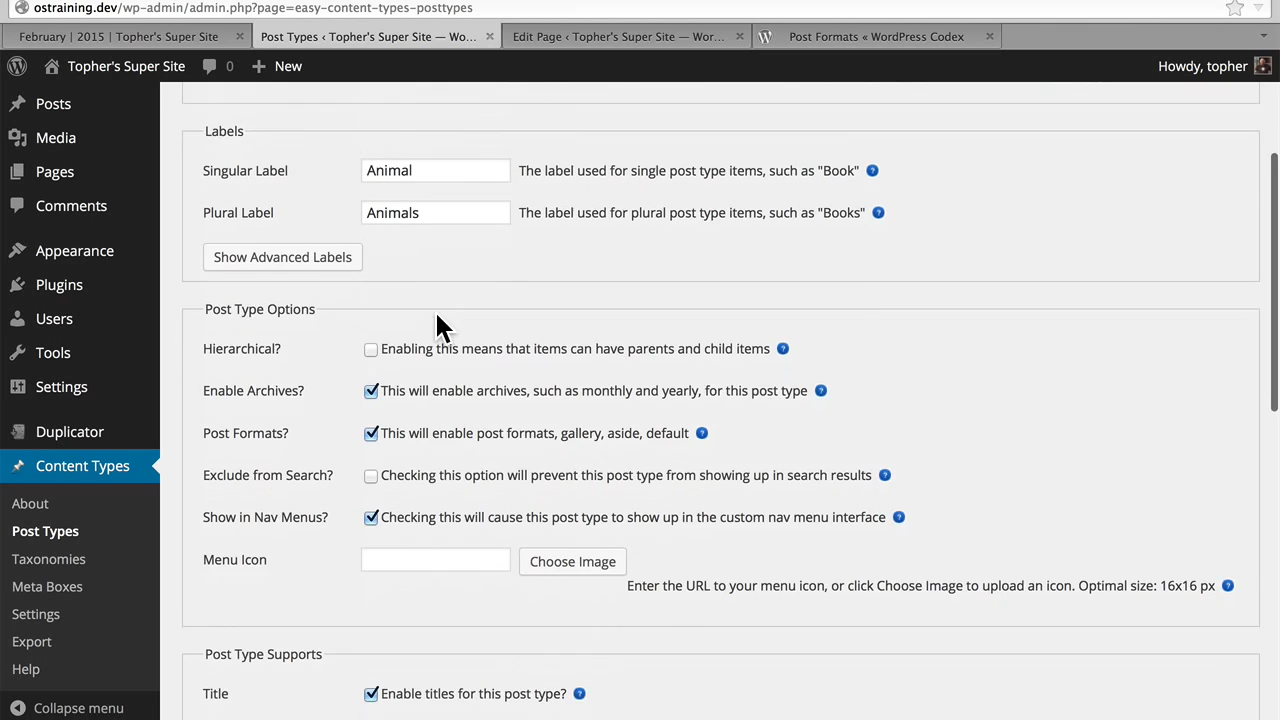 ostraining.dev/wp-admin/admin.php?page=easy-content-types-posttypes
February | 2015 | Topher's Super Site
Post Types ‹ Topher's Super Site — Wo...
Edit Page ‹ Topher's Super Site — Wor...
Post Formats « WordPress Codex
Topher's Super Site
0
New
Howdy, topher
Posts
Media
Pages
Comments
Appearance
Plugins
Users
Tools
Settings
Duplicator
Content Types
About
Post Types
Taxonomies
Meta Boxes
Settings
Export
Help
Collapse menu
Labels
Singular Label Animal The label used for single post type items, such as "Book" ?
Plural Label Animals The label used for plural post type items, such as "Books" ?
Show Advanced Labels
Post Type Options
Hierarchical? Enabling this means that items can have parents and child items ?
Enable Archives? This will enable archives, such as monthly and yearly, for this post type ?
Post Formats? This will enable post formats, gallery, aside, default ?
Exclude from Search? Checking this option will prevent this post type from showing up in search results ?
Show in Nav Menus? Checking this will cause this post type to show up in the custom nav menu interface ?
Menu Icon Choose Image
Enter the URL to your menu icon, or click Choose Image to upload an icon. Optimal size: 16x16 px ?
Post Type Supports
Title Enable titles for this post type? ?